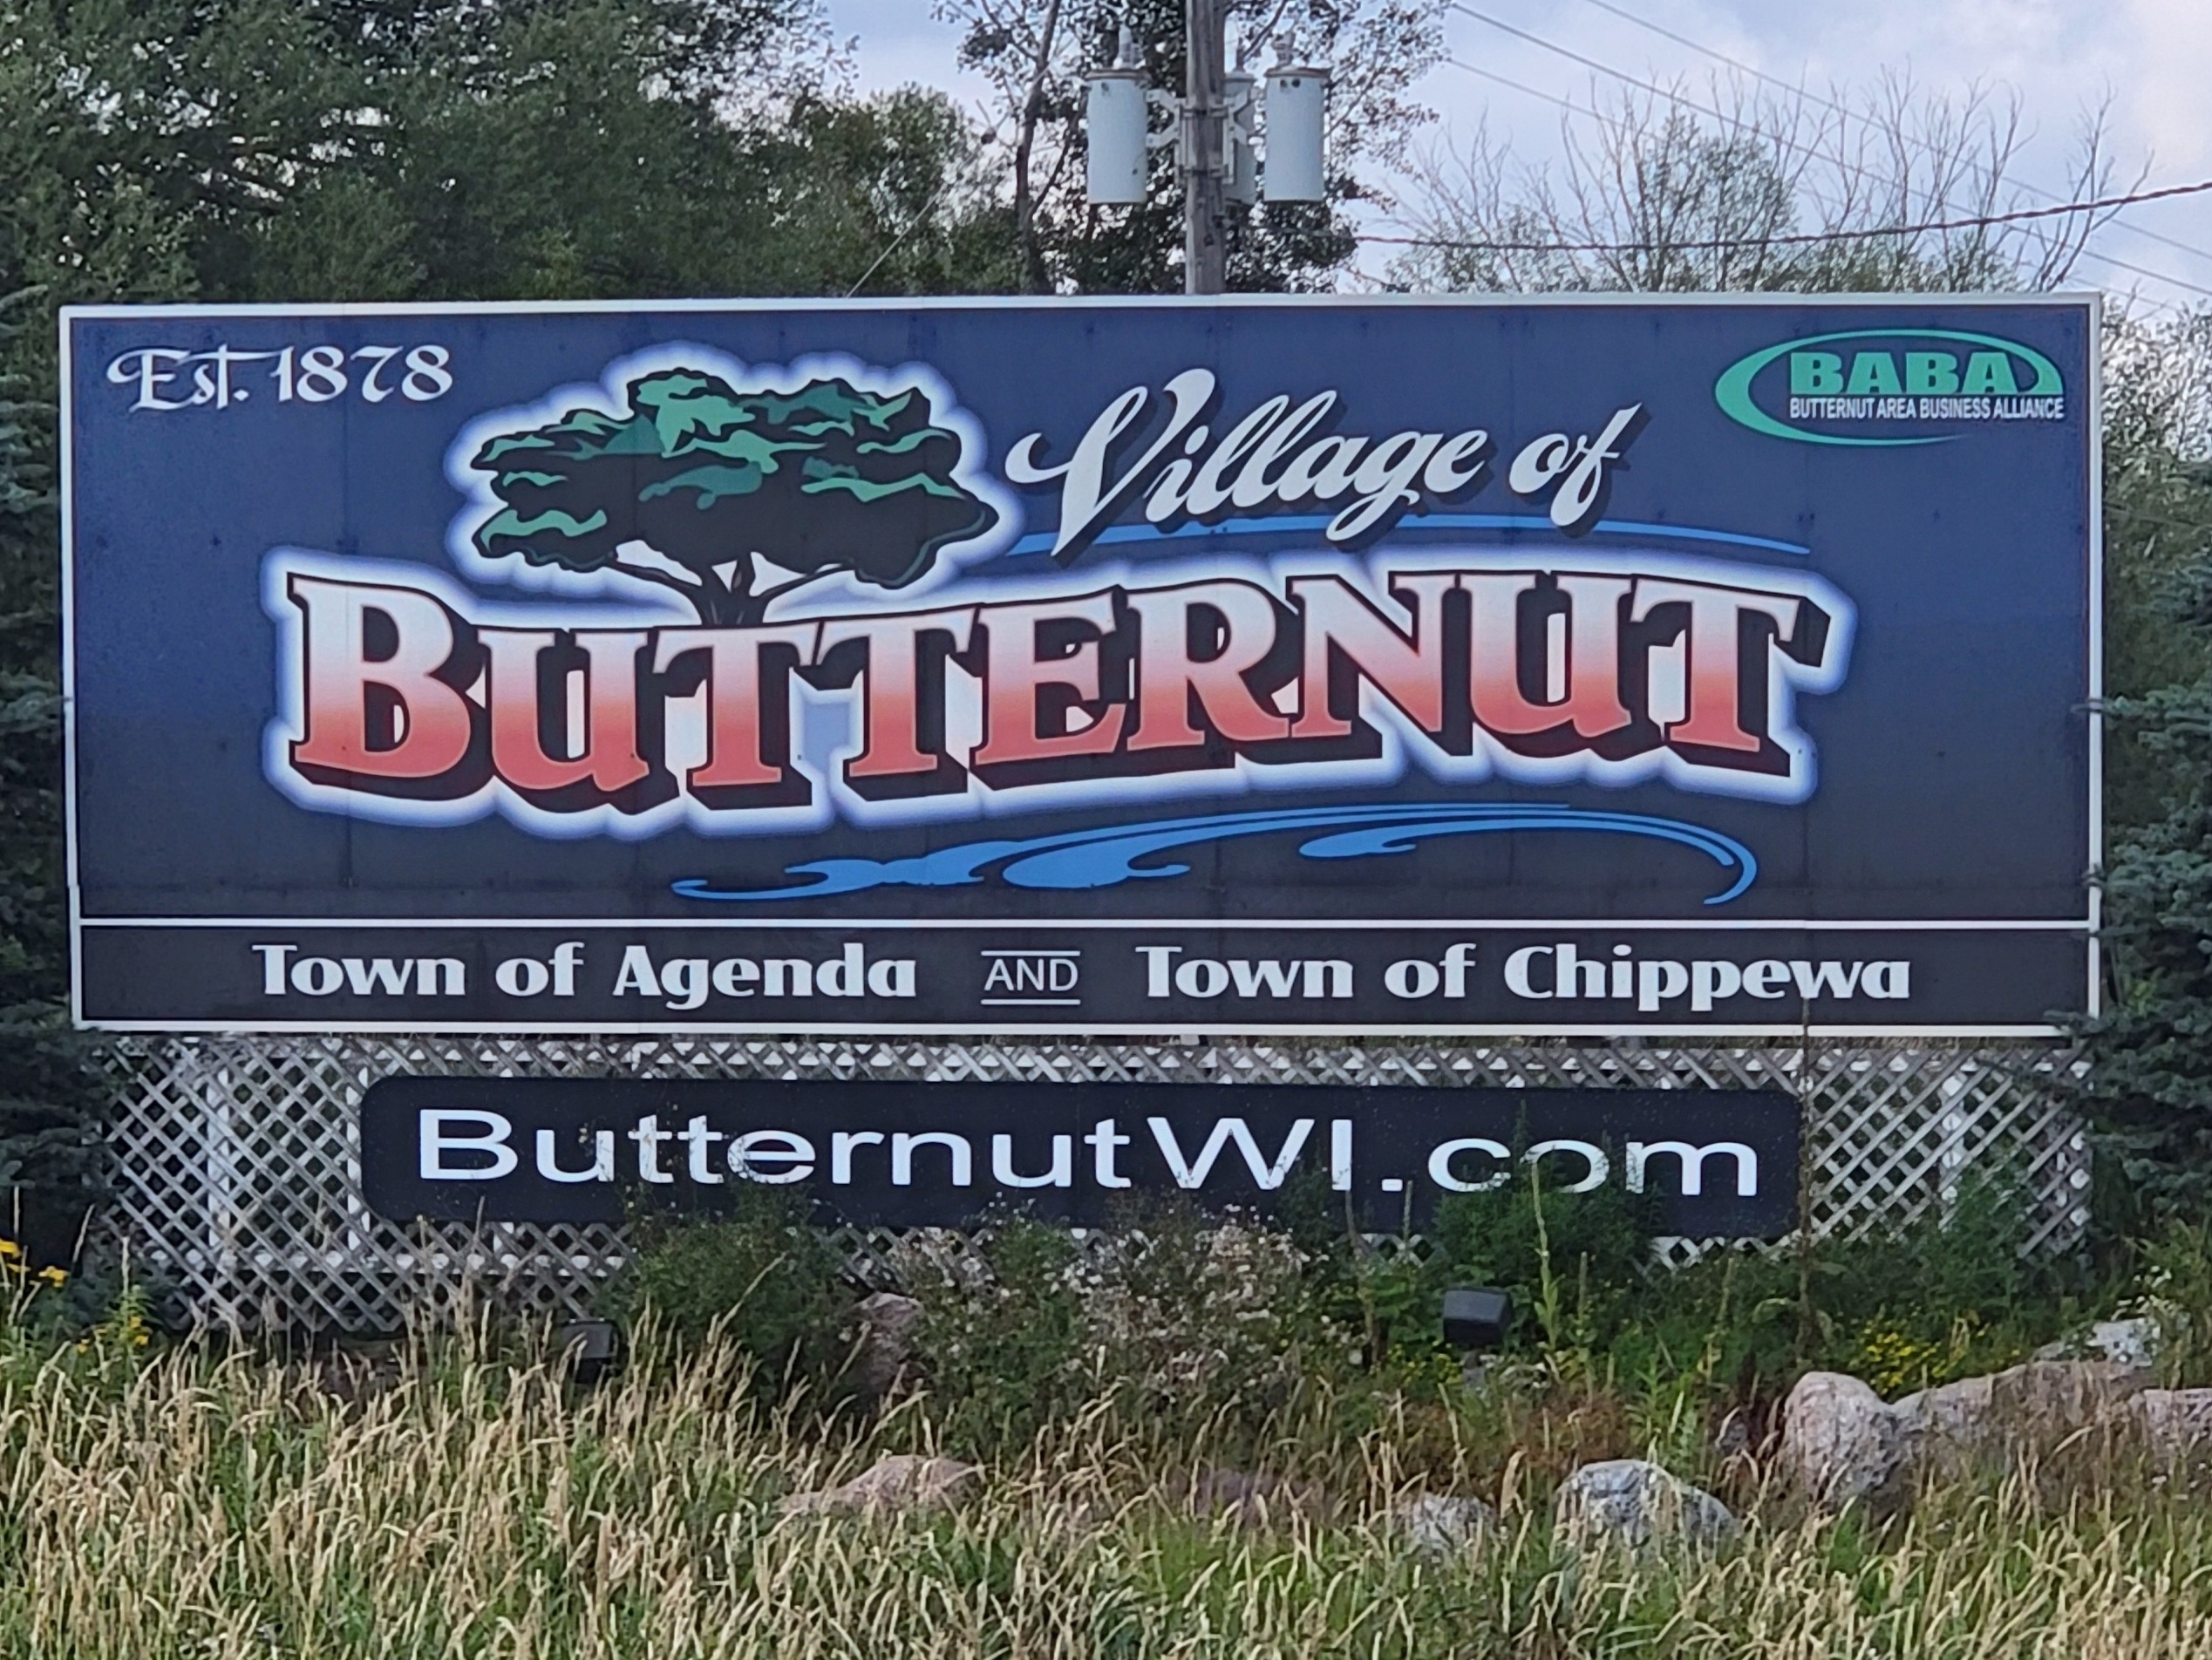 Est. 1878
BABA
BUTTERNUT AREA BUSINESS ALLIANCE
Village of
BUTTERNUT
Town of Agenda AND Town of Chippewa
ButternutWI.com